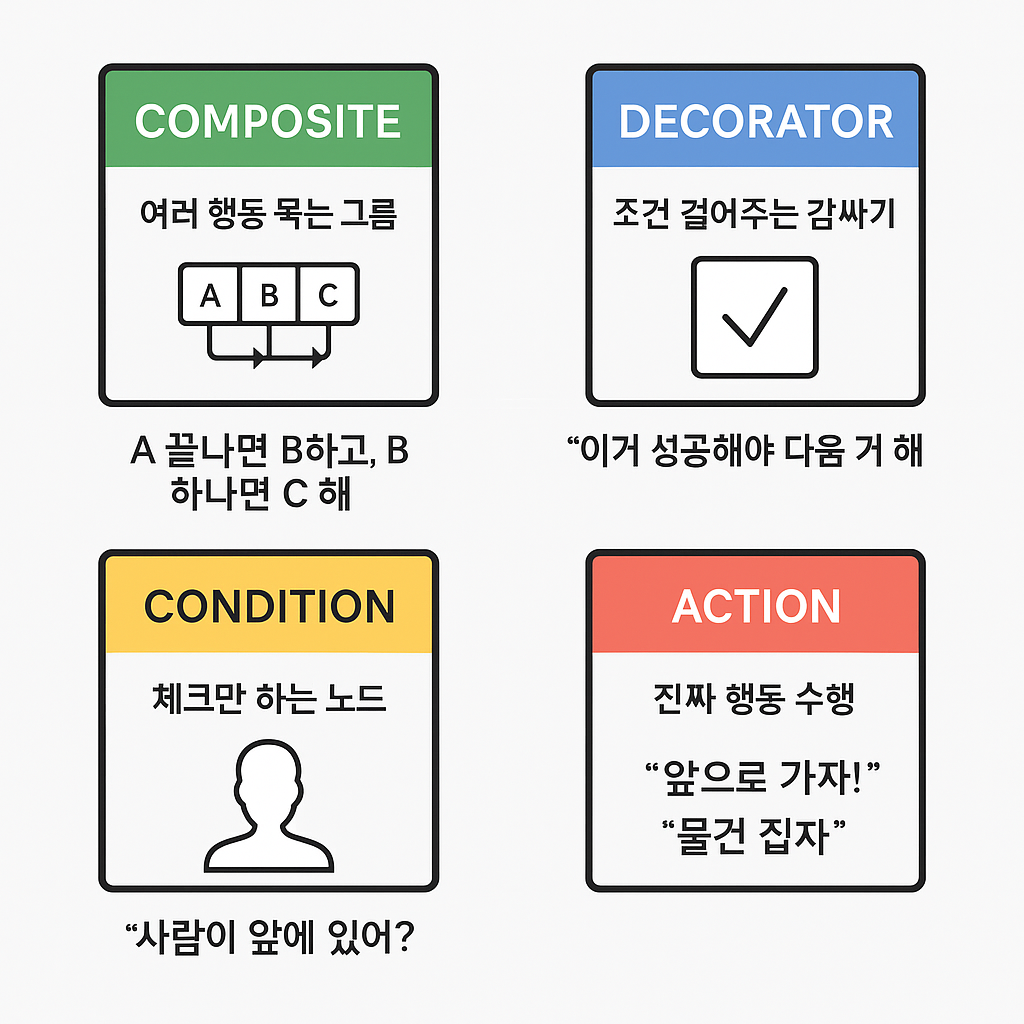 COMPOSITE
여러 행동 묵는 그름
A B C
A 끝나면 B하고, B
하나면 C 해
DECORATOR
조건 걸어주는 감싸기
“이거 성공해야 다움 거 해
CONDITION
체크만 하는 노드
“사람이 앞에 있어?
ACTION
진짜 행동 수행
“앞으로 가자!”
“물건 집자”